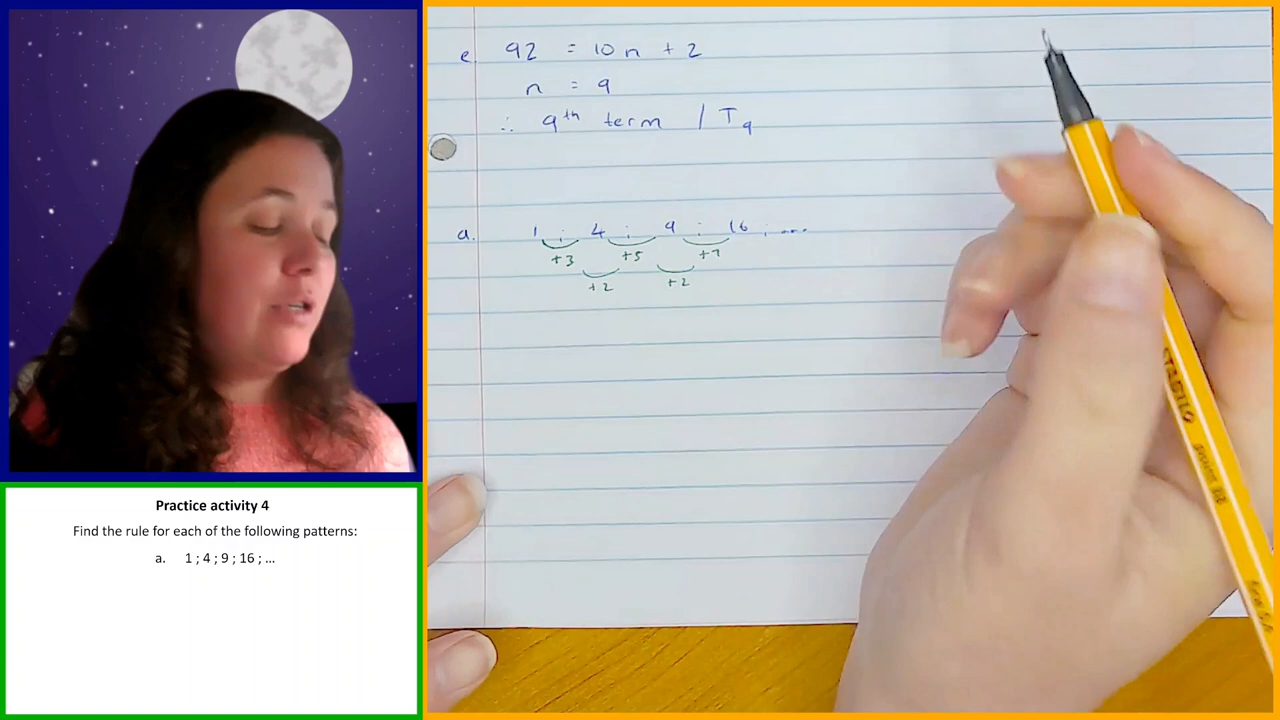 e. 92 = 10n + 2
n = 9
∴ 9th term / T9
a. 1 ; 4 ; 9 ; 16 ; ...
+3 +5 +7
+2 +2
STABILO
Practice activity 4
Find the rule for each of the following patterns:
a. 1 ; 4 ; 9 ; 16 ; …